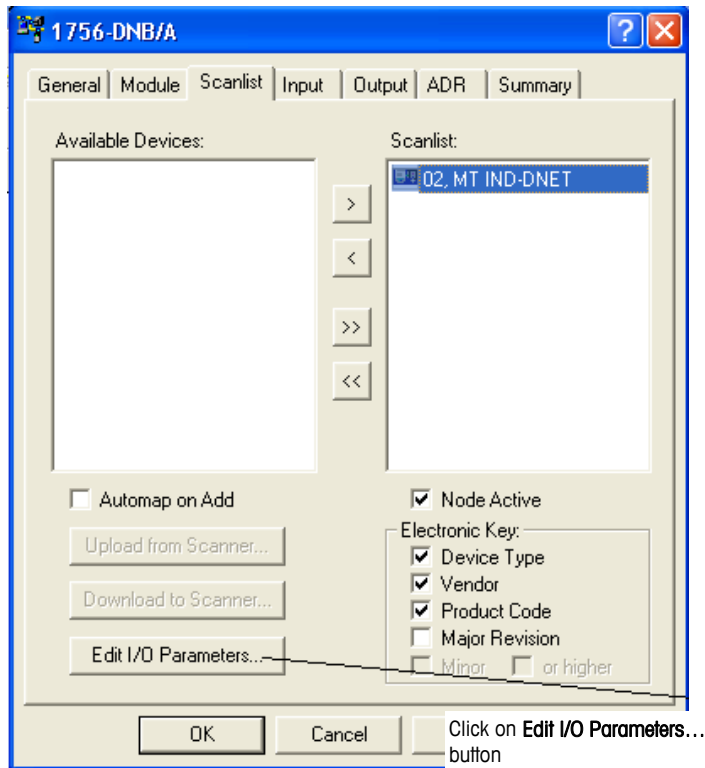 1756-DNB/A
General Module Scanlist Input Output ADR Summary
Available Devices:
Scanlist:
02, MT IND-DNET
>
<
>>
<<
Automap on Add
Node Active
Upload from Scanner...
Electronic Key:
Device Type
Vendor
Download to Scanner...
Product Code
Major Revision
Edit I/O Parameters...
Minor or higher
OK Cancel
Click on Edit I/O Parameters...
button